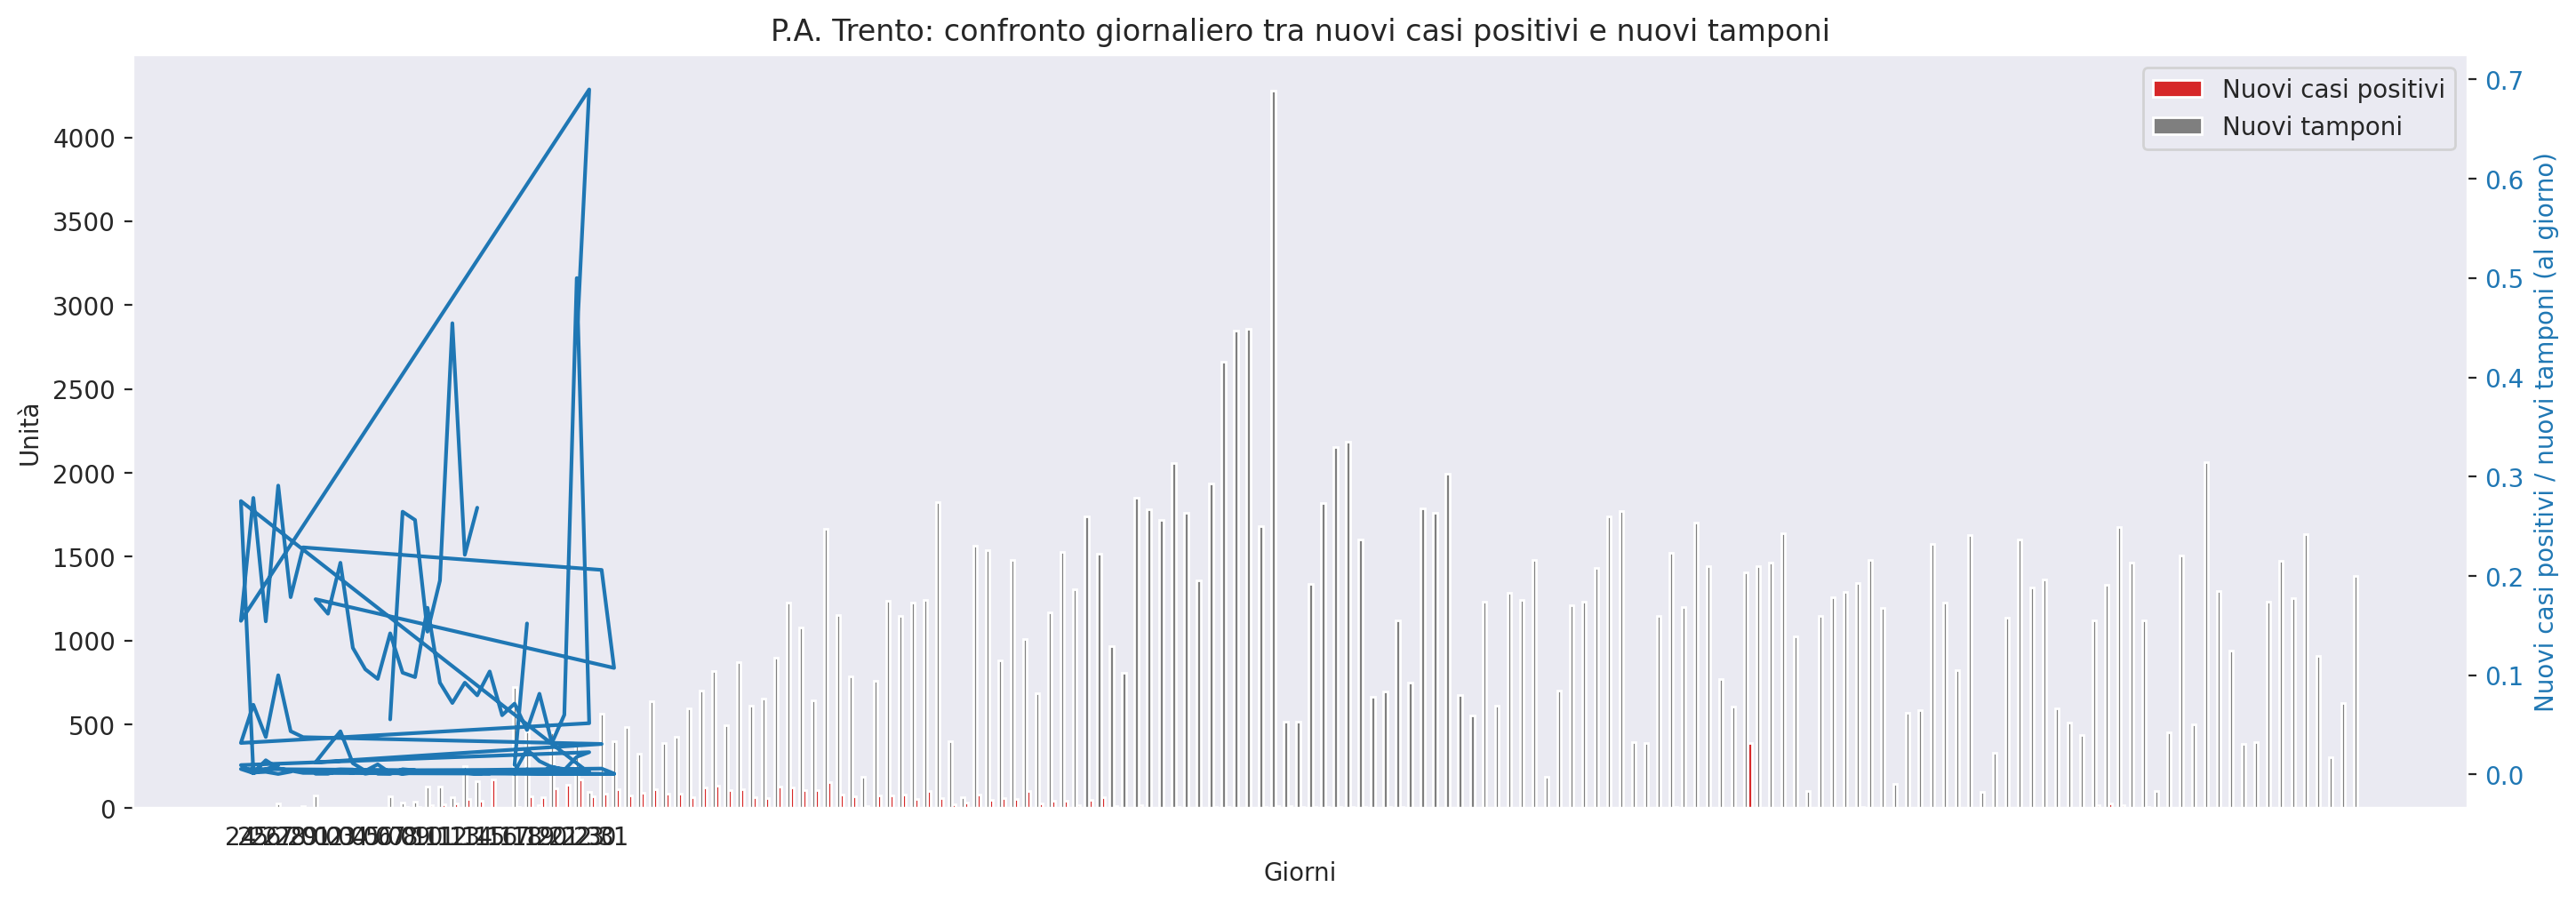 P.A. Trento: confronto giornaliero tra nuovi casi positivi e nuovi tamponi
Nuovi casi positivi
Nuovi tamponi
4000
3500
3000
2500
2000
1500
1000
500
0
Unità
0.7
0.6
0.5
0.4
0.3
0.2
0.1
0.0
Nuovi casi positivi / nuovi tamponi (al giorno)
Giorni